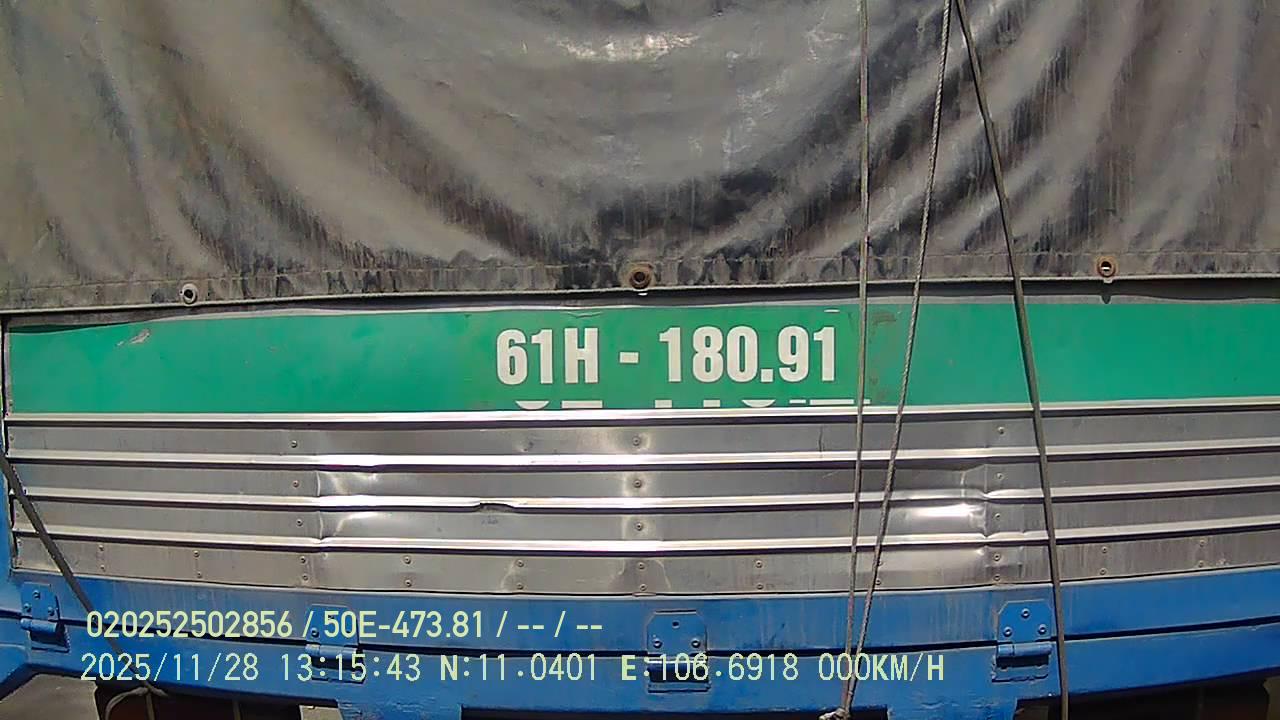 61H - 180.91
020252502856 / 50E-473.81 / -- / --
2025/11/28 13:15:43 N:11.0401 E:106.6918 000KM/H